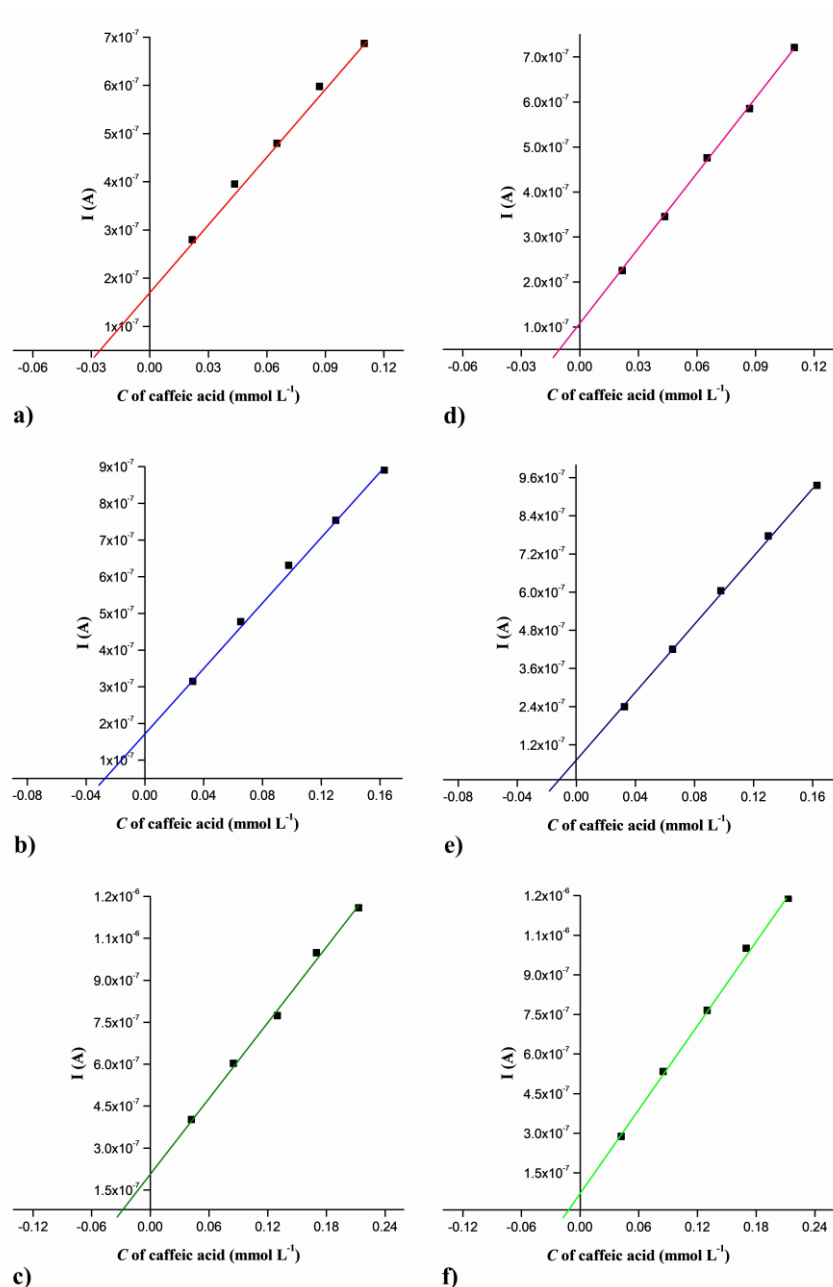 7x10-7
6x10-7
5x10-7
4x10-7
3x10-7
2x10-7
1x10-7
I (A)
-0.06 -0.03 0.00 0.03 0.06 0.09 0.12
C of caffeic acid (mmol L-1)
a)
7.0x10-7
6.0x10-7
5.0x10-7
4.0x10-7
3.0x10-7
2.0x10-7
1.0x10-7
I (A)
-0.06 -0.03 0.00 0.03 0.06 0.09 0.12
C of caffeic acid (mmol L-1)
d)
9x10-7
8x10-7
7x10-7
6x10-7
5x10-7
4x10-7
3x10-7
2x10-7
1x10-7
I (A)
-0.08 -0.04 0.00 0.04 0.08 0.12 0.16
C of caffeic acid (mmol L-1)
b)
9.6x10-7
8.4x10-7
7.2x10-7
6.0x10-7
4.8x10-7
3.6x10-7
2.4x10-7
1.2x10-7
I (A)
-0.08 -0.04 0.00 0.04 0.08 0.12 0.16
C of caffeic acid (mmol L-1)
e)
1.2x10-6
1.1x10-6
9.0x10-7
7.5x10-7
6.0x10-7
4.5x10-7
3.0x10-7
1.5x10-7
I (A)
-0.12 -0.06 0.00 0.06 0.12 0.18 0.24
C of caffeic acid (mmol L-1)
c)
1.2x10-6
1.1x10-6
9.0x10-7
7.5x10-7
6.0x10-7
4.5x10-7
3.0x10-7
1.5x10-7
I (A)
-0.12 -0.06 0.00 0.06 0.12 0.18 0.24
C of caffeic acid (mmol L-1)
f)